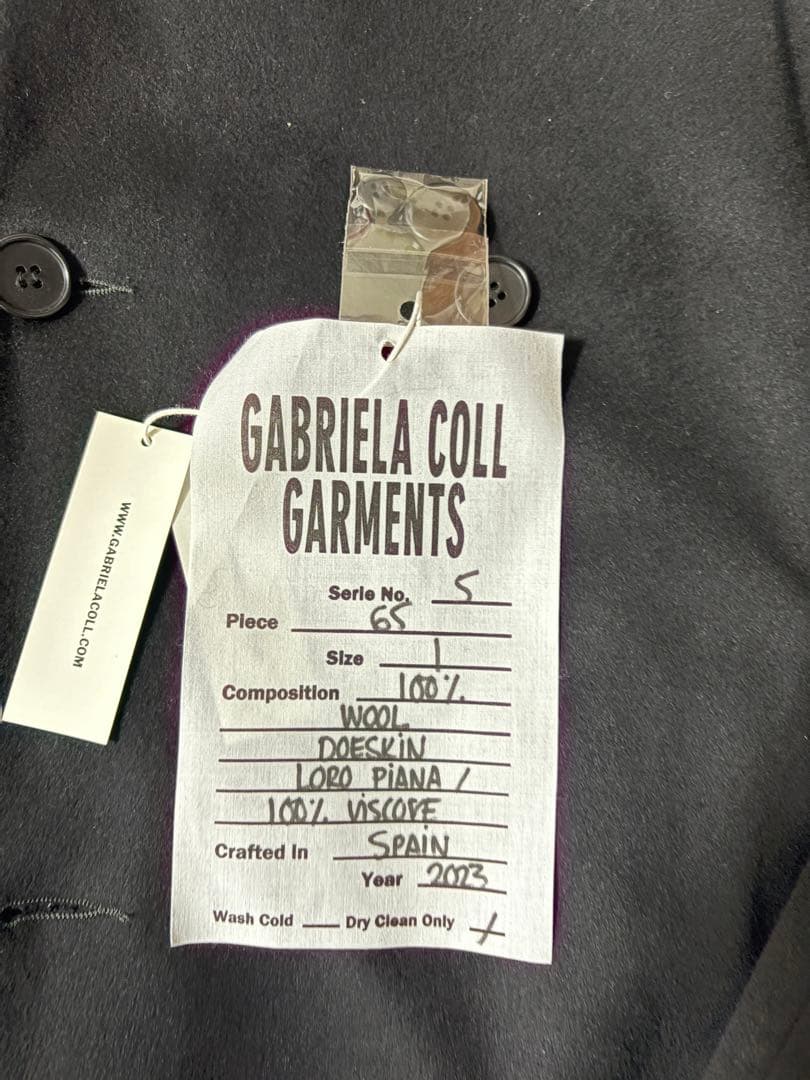 GABRIELA COLL
GARMENTS
Serie No. 5
Piece 65
Size 1
Composition 100%
WOOL
DOESKIN
LORO PIANA /
100% VISCOSE
Crafted In SPAIN
Year 2023
Wash Cold Dry Clean Only /
WWW.GABRIELACOLL.COM